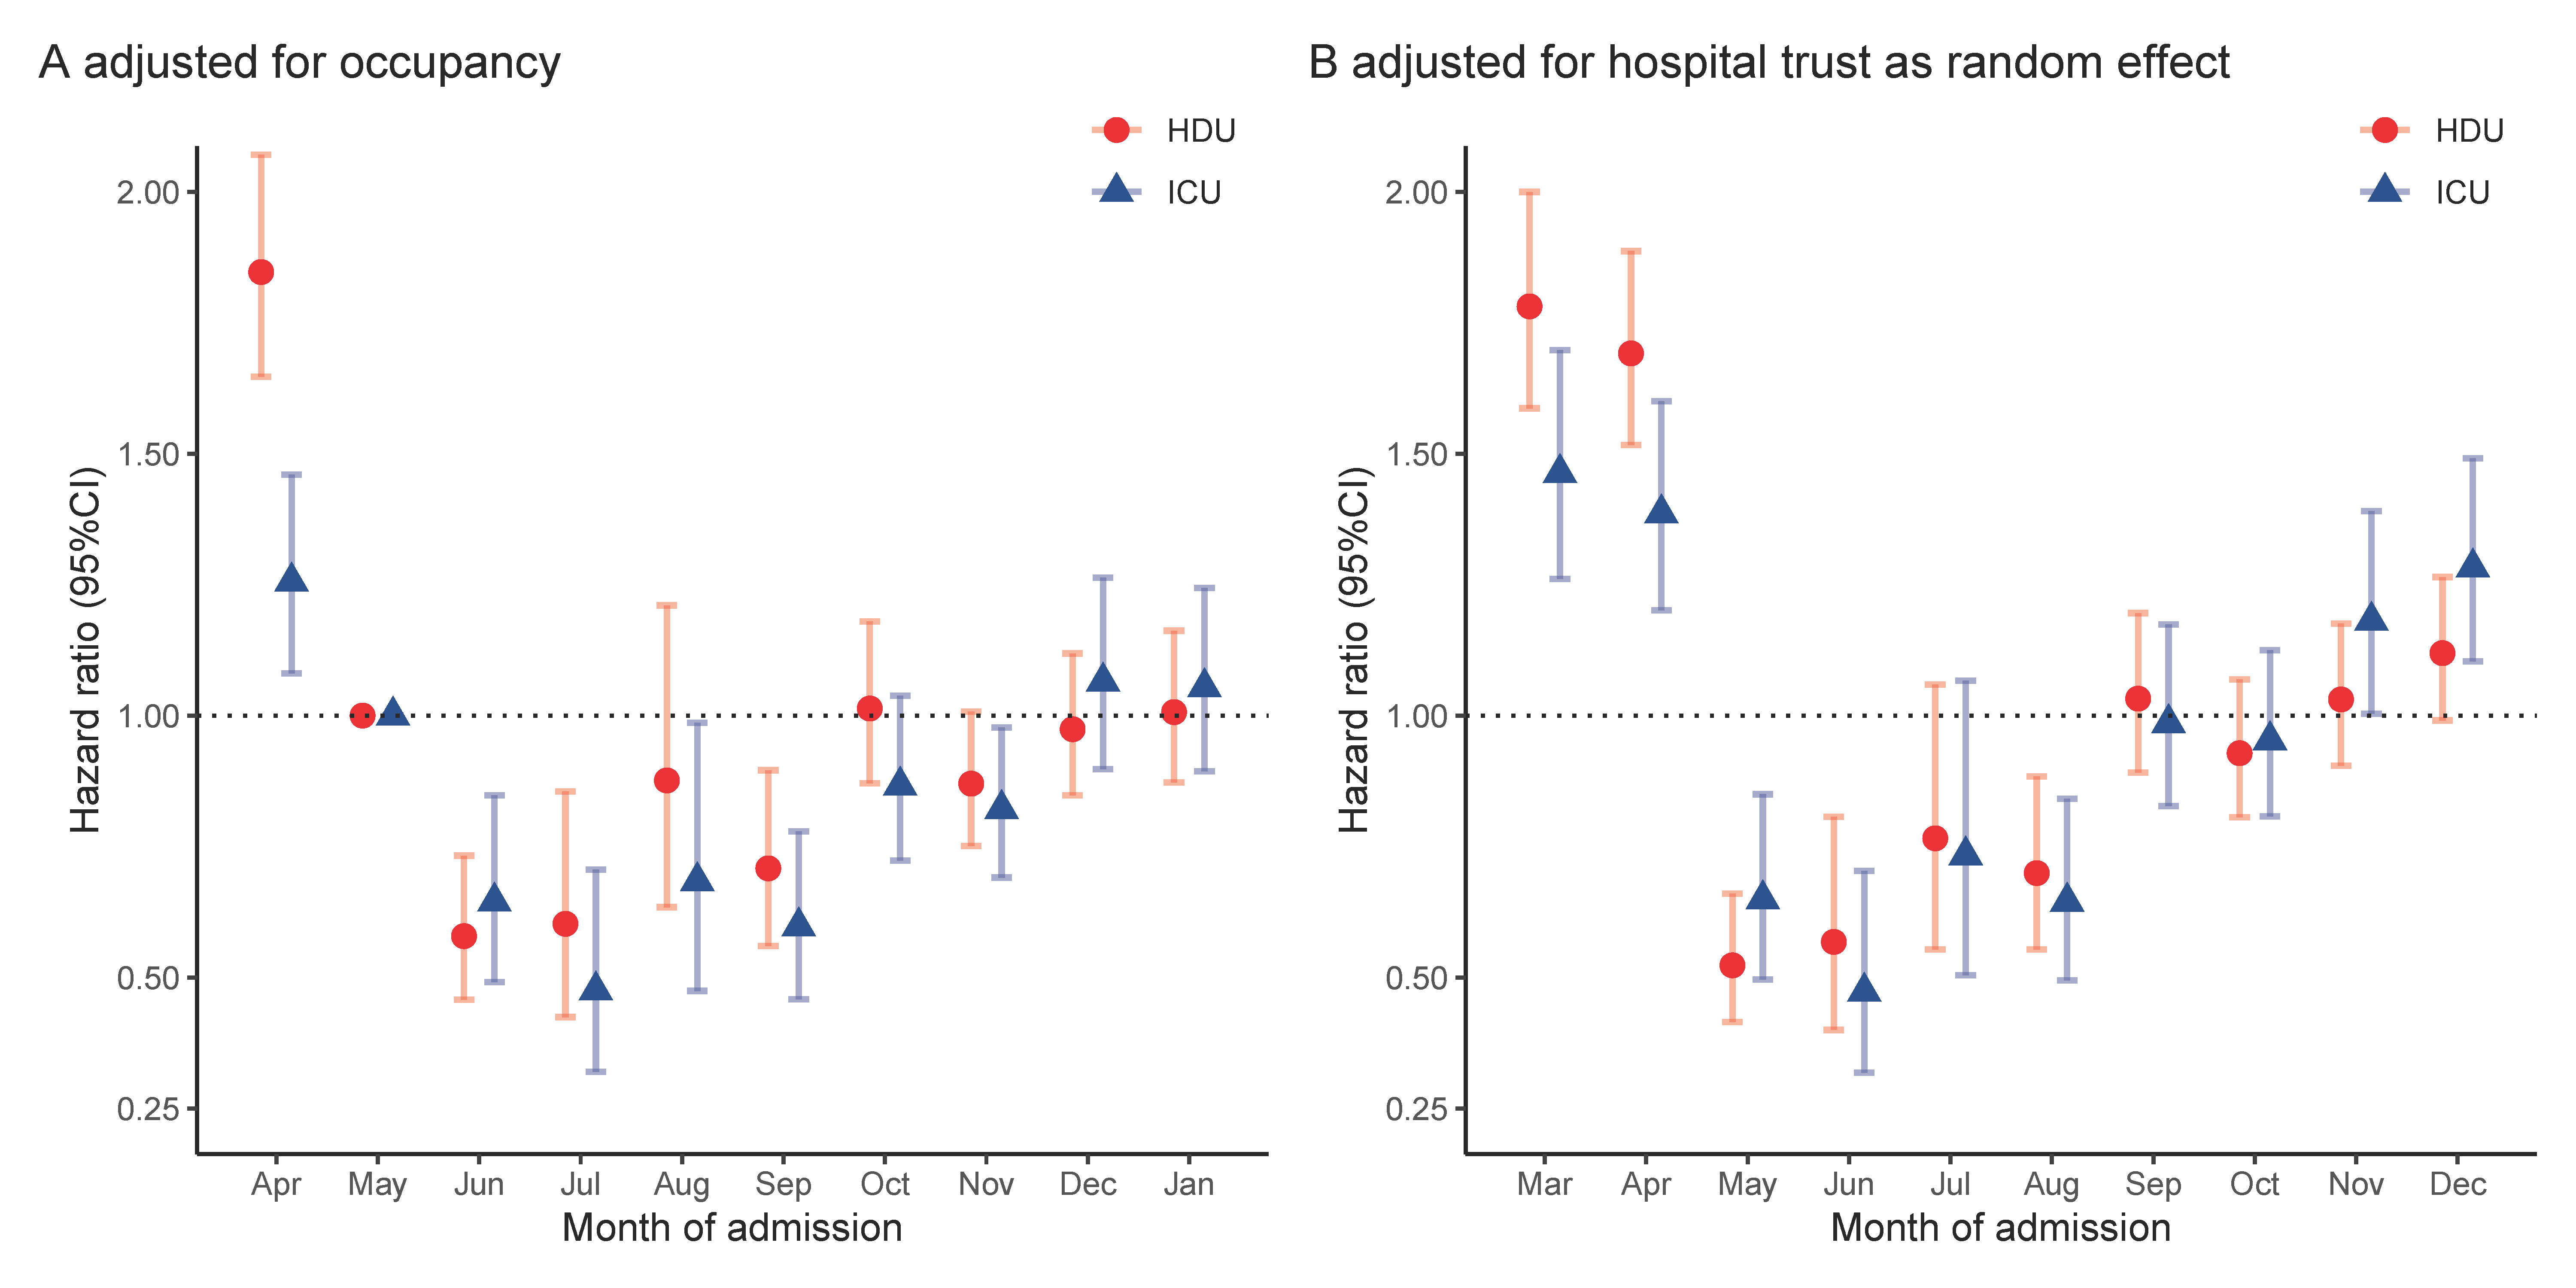 A adjusted for occupancy
HDU
ICU
Hazard ratio (95%CI)
2.00
1.50
1.00
0.50
0.25
Apr May Jun Jul Aug Sep Oct Nov Dec Jan
Month of admission
B adjusted for hospital trust as random effect
HDU
ICU
Hazard ratio (95%CI)
2.00
1.50
1.00
0.50
0.25
Mar Apr May Jun Jul Aug Sep Oct Nov Dec
Month of admission